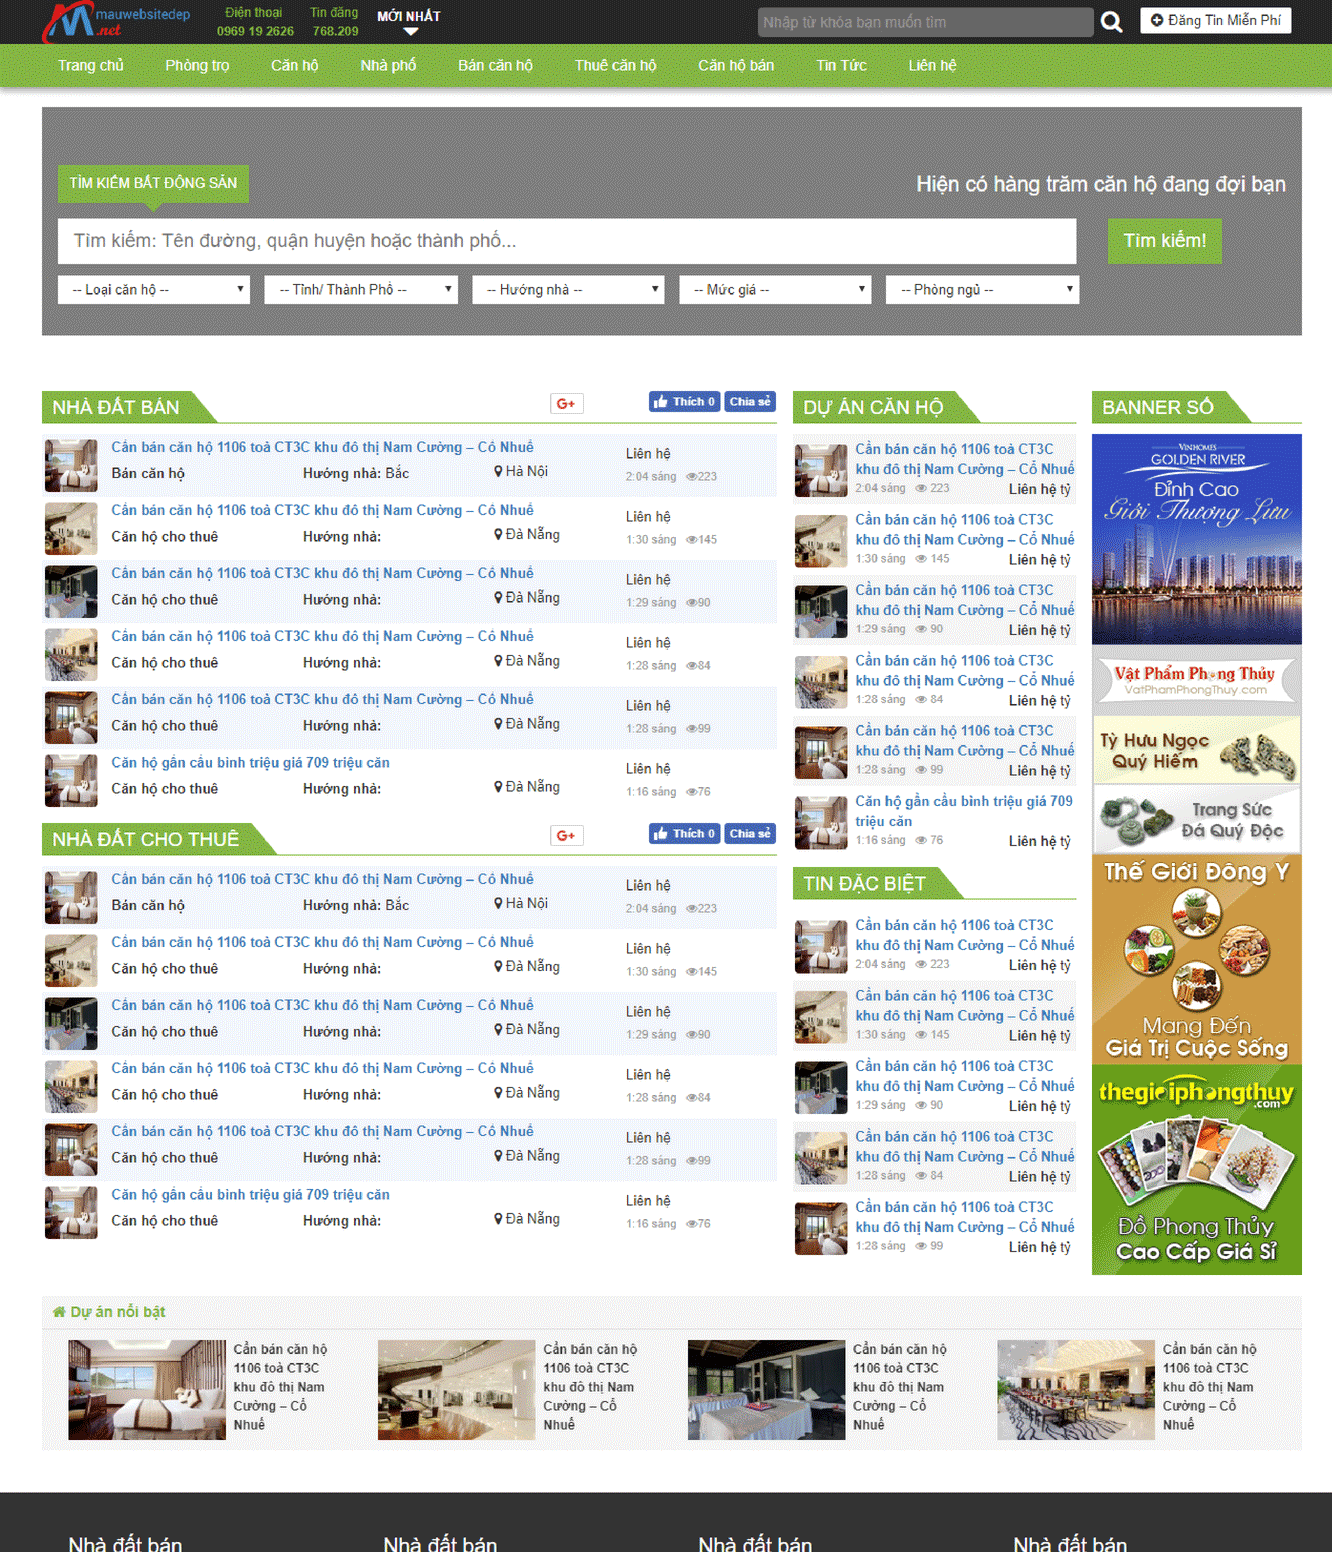 mauwebsitedep
.net
Điện thoại
0969 19 2626
Tin đăng
768.209
MỚI NHẤT
Nhập từ khóa bạn muốn tìm
Đăng Tin Miễn Phí
Trang chủ
Phòng trọ
Căn hộ
Nhà phố
Bán căn hộ
Thuê căn hộ
Căn hộ bán
Tin Tức
Liên hệ
TÌM KIẾM BẤT ĐỘNG SẢN
Hiện có hàng trăm căn hộ đang đợi bạn
Tìm kiếm: Tên đường, quận huyện hoặc thành phố...
Tìm kiếm!
-- Loại căn hộ --
-- Tỉnh/ Thành Phố --
-- Hướng nhà --
-- Mức giá --
-- Phòng ngủ --
NHÀ ĐẤT BÁN
G+
Thích 0
Chia sẻ
Cần bán căn hộ 1106 toà CT3C khu đô thị Nam Cường – Cổ Nhuế
Bán căn hộ
Hướng nhà: Bắc
Hà Nội
Liên hệ
2:04 sáng 223
Cần bán căn hộ 1106 toà CT3C khu đô thị Nam Cường – Cổ Nhuế
Căn hộ cho thuê
Hướng nhà:
Đà Nẵng
Liên hệ
1:30 sáng 145
Cần bán căn hộ 1106 toà CT3C khu đô thị Nam Cường – Cổ Nhuế
Căn hộ cho thuê
Hướng nhà:
Đà Nẵng
Liên hệ
1:29 sáng 90
Cần bán căn hộ 1106 toà CT3C khu đô thị Nam Cường – Cổ Nhuế
Căn hộ cho thuê
Hướng nhà:
Đà Nẵng
Liên hệ
1:28 sáng 84
Cần bán căn hộ 1106 toà CT3C khu đô thị Nam Cường – Cổ Nhuế
Căn hộ cho thuê
Hướng nhà:
Đà Nẵng
Liên hệ
1:28 sáng 99
Căn hộ gần cầu bình triệu giá 709 triệu căn
Căn hộ cho thuê
Hướng nhà:
Đà Nẵng
Liên hệ
1:16 sáng 76
NHÀ ĐẤT CHO THUÊ
G+
Thích 0
Chia sẻ
Cần bán căn hộ 1106 toà CT3C khu đô thị Nam Cường – Cổ Nhuế
Bán căn hộ
Hướng nhà: Bắc
Hà Nội
Liên hệ
2:04 sáng 223
Cần bán căn hộ 1106 toà CT3C khu đô thị Nam Cường – Cổ Nhuế
Căn hộ cho thuê
Hướng nhà:
Đà Nẵng
Liên hệ
1:30 sáng 145
Cần bán căn hộ 1106 toà CT3C khu đô thị Nam Cường – Cổ Nhuế
Căn hộ cho thuê
Hướng nhà:
Đà Nẵng
Liên hệ
1:29 sáng 90
Cần bán căn hộ 1106 toà CT3C khu đô thị Nam Cường – Cổ Nhuế
Căn hộ cho thuê
Hướng nhà:
Đà Nẵng
Liên hệ
1:28 sáng 84
Cần bán căn hộ 1106 toà CT3C khu đô thị Nam Cường – Cổ Nhuế
Căn hộ cho thuê
Hướng nhà:
Đà Nẵng
Liên hệ
1:28 sáng 99
Căn hộ gần cầu bình triệu giá 709 triệu căn
Căn hộ cho thuê
Hướng nhà:
Đà Nẵng
Liên hệ
1:16 sáng 76
DỰ ÁN CĂN HỘ
Cần bán căn hộ 1106 toà CT3C
khu đô thị Nam Cường – Cổ Nhuế
2:04 sáng 223
Liên hệ tỷ
Cần bán căn hộ 1106 toà CT3C
khu đô thị Nam Cường – Cổ Nhuế
1:30 sáng 145
Liên hệ tỷ
Cần bán căn hộ 1106 toà CT3C
khu đô thị Nam Cường – Cổ Nhuế
1:29 sáng 90
Liên hệ tỷ
Cần bán căn hộ 1106 toà CT3C
khu đô thị Nam Cường – Cổ Nhuế
1:28 sáng 84
Liên hệ tỷ
Cần bán căn hộ 1106 toà CT3C
khu đô thị Nam Cường – Cổ Nhuế
1:28 sáng 99
Liên hệ tỷ
Căn hộ gần cầu bình triệu giá 709
triệu căn
1:16 sáng 76
Liên hệ tỷ
TIN ĐẶC BIỆT
Cần bán căn hộ 1106 toà CT3C
khu đô thị Nam Cường – Cổ Nhuế
2:04 sáng 223
Liên hệ tỷ
Cần bán căn hộ 1106 toà CT3C
khu đô thị Nam Cường – Cổ Nhuế
1:30 sáng 145
Liên hệ tỷ
Cần bán căn hộ 1106 toà CT3C
khu đô thị Nam Cường – Cổ Nhuế
1:29 sáng 90
Liên hệ tỷ
Cần bán căn hộ 1106 toà CT3C
khu đô thị Nam Cường – Cổ Nhuế
1:28 sáng 84
Liên hệ tỷ
Cần bán căn hộ 1106 toà CT3C
khu đô thị Nam Cường – Cổ Nhuế
1:28 sáng 99
Liên hệ tỷ
BANNER SỐ
VINHOMES
GOLDEN RIVER
Đỉnh Cao
Giới Thượng Lưu
Vật Phẩm Phong Thủy
VatPhamPhongThuy.com
Tỳ Hưu Ngọc
Quý Hiếm
Trang Sức
Đá Quý Độc
Thế Giới Đông Y
Mang Đến
Giá Trị Cuộc Sống
thegioiphongthuy
.com
Đồ Phong Thủy
Cao Cấp Giá Sỉ
Dự án nổi bật
Cần bán căn hộ
1106 toà CT3C
khu đô thị Nam
Cường – Cổ
Nhuế
Cần bán căn hộ
1106 toà CT3C
khu đô thị Nam
Cường – Cổ
Nhuế
Cần bán căn hộ
1106 toà CT3C
khu đô thị Nam
Cường – Cổ
Nhuế
Cần bán căn hộ
1106 toà CT3C
khu đô thị Nam
Cường – Cổ
Nhuế
Nhà đất bán
Nhà đất bán
Nhà đất bán
Nhà đất bán